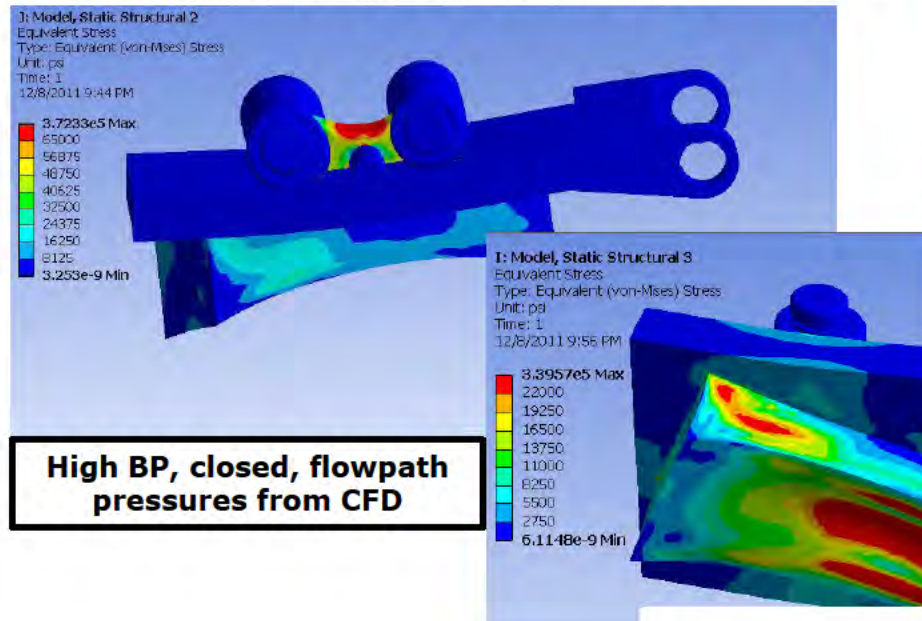 J: Model, Static Structural 2
Equivalent Stress
Type: Equivalent (von-Mises) Stress
Unit: psi
Time: 1
12/8/2011 9:44 PM
3.7233e5 Max
65000
56875
48750
40625
32500
24375
16250
8125
3.253e-9 Min
I: Model, Static Structural 3
Equivalent Stress
Type: Equivalent (von-Mises) Stress
Unit: psi
Time: 1
12/8/2011 9:56 PM
3.3957e5 Max
22000
19250
16500
13750
11000
8250
5500
2750
6.1148e-9 Min
High BP, closed, flowpath
pressures from CFD